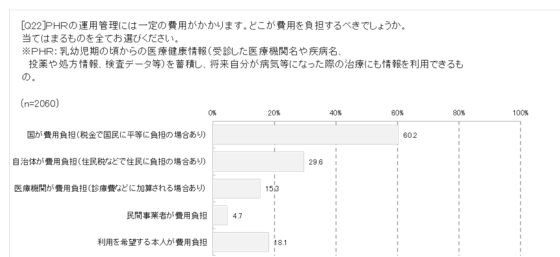 [Q22]PHRの運用管理には一定の費用がかかります。どこが費用を負担するべきでしょうか。
当てはまるものを全てお選びください。
※PHR：乳幼児期の頃からの医療健康情報(受診した医療機関名や疾病名、
投薬や処方情報、検査データ等)を蓄積し、将来自分が病気等になった際の治療にも情報を利用できるも
の。
(n=2060)
0% 20% 40% 60% 80% 100%
国が費用負担(税金で国民に平等に負担の場合あり) 60.2
自治体が費用負担(住民税などで住民に負担の場合あり) 29.6
医療機関が費用負担(診療費などに加算される場合あり) 15.3
民間事業者が費用負担 4.7
利用を希望する本人が費用負担 18.1